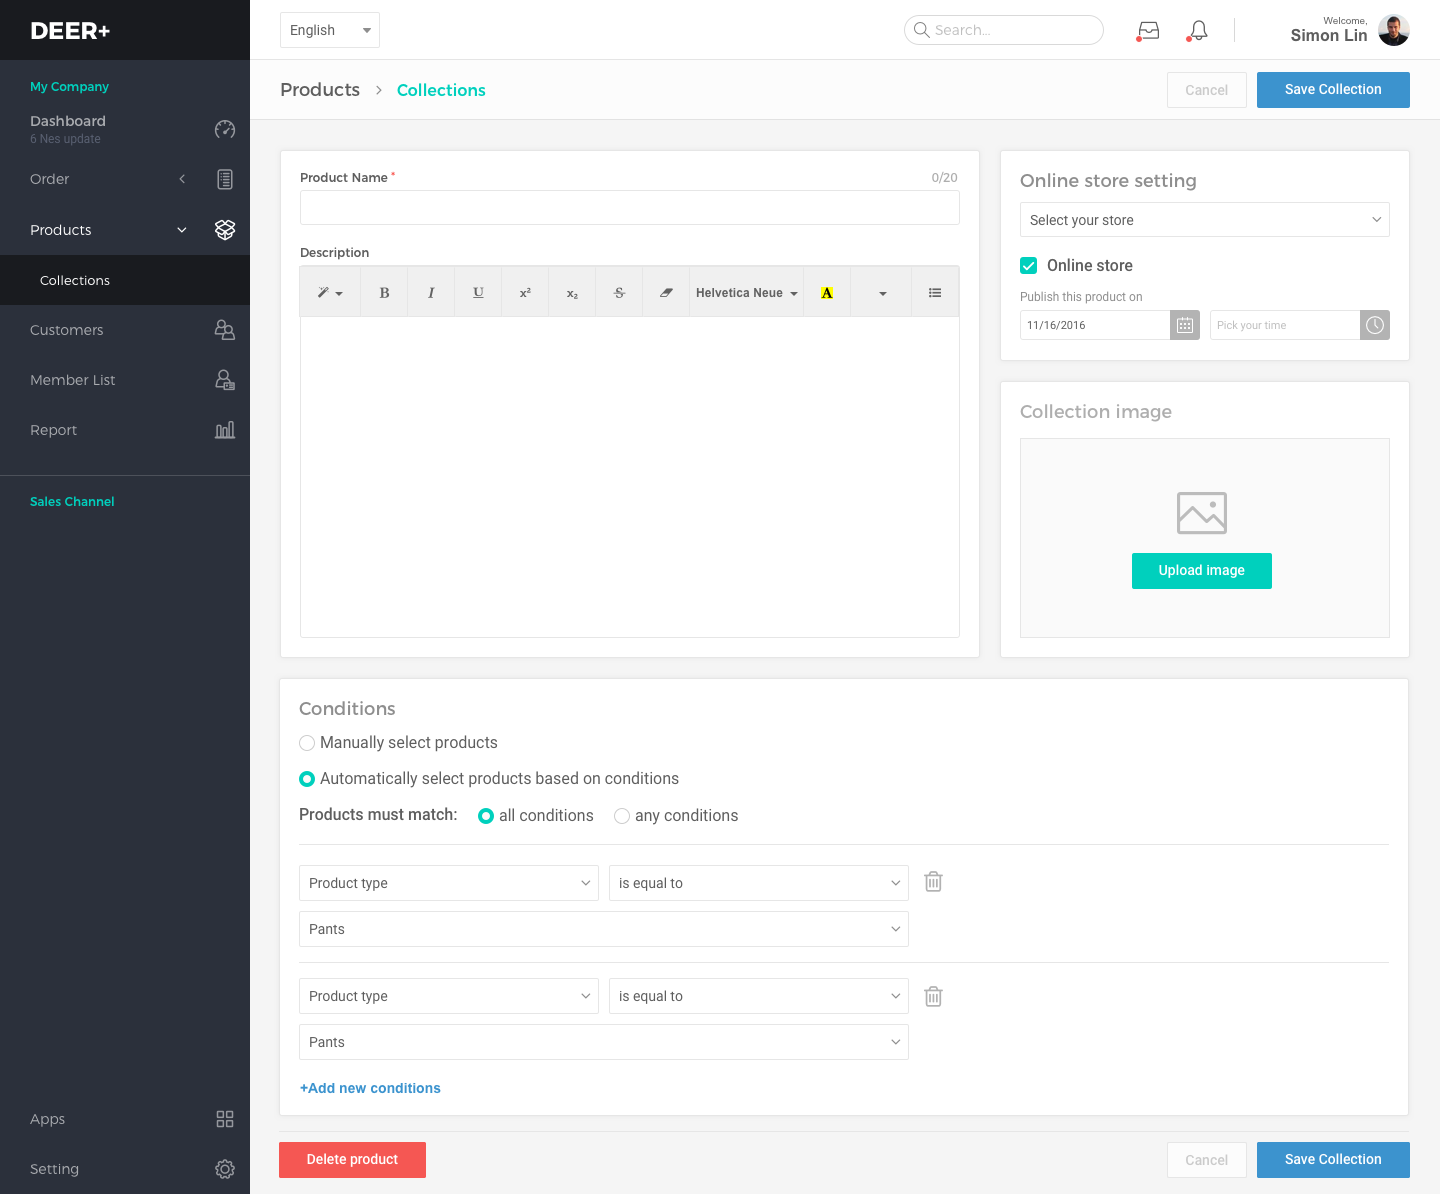 DEER+
English
Search...
Welcome,
Simon Lin
My Company
Dashboard
6 Nes update
Order
Products
Collections
Customers
Member List
Report
Sales Channel
Apps
Setting
Products > Collections
Cancel
Save Collection
Product Name *
0/20
Description
B
I
U
x²
x₂
S
Helvetica Neue
A
Online store setting
Select your store
Online store
Publish this product on
11/16/2016
Pick your time
Collection image
Upload image
Conditions
Manually select products
Automatically select products based on conditions
Products must match: all conditions any conditions
Product type
is equal to
Pants
Product type
is equal to
Pants
+Add new conditions
Delete product
Cancel
Save Collection